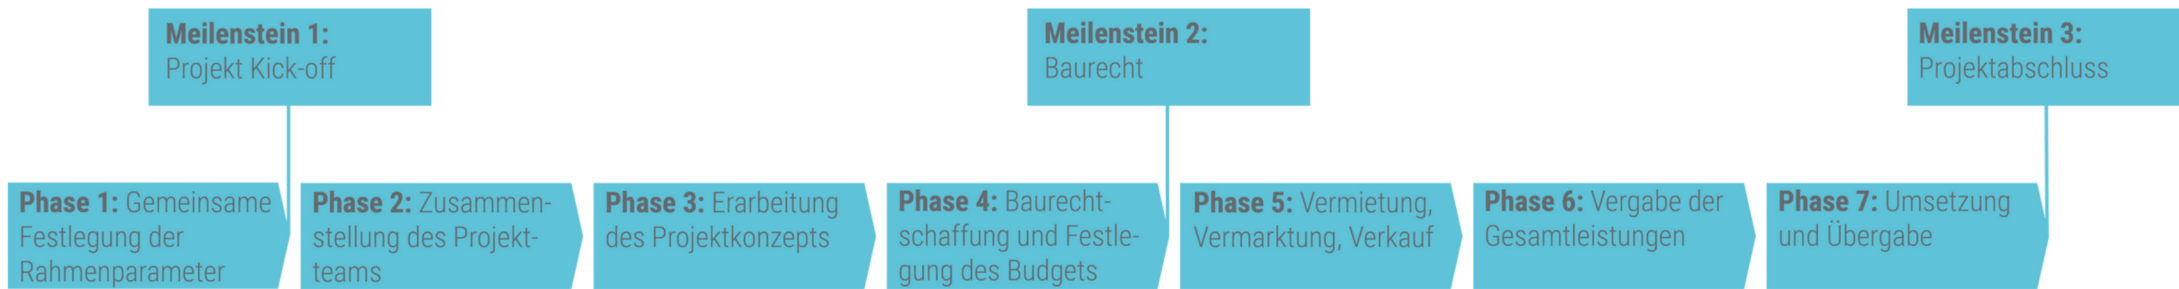 Meilenstein 1:
Projekt Kick-off
Meilenstein 2:
Baurecht
Meilenstein 3:
Projektabschluss
Phase 1: Gemeinsame
Festlegung der
Rahmenparameter
Phase 2: Zusammen-
stellung des Projekt-
teams
Phase 3: Erarbeitung
des Projektkonzepts
Phase 4: Baurecht-
schaffung und Festle-
gung des Budgets
Phase 5: Vermietung,
Vermarktung, Verkauf
Phase 6: Vergabe der
Gesamtleistungen
Phase 7: Umsetzung
und Übergabe